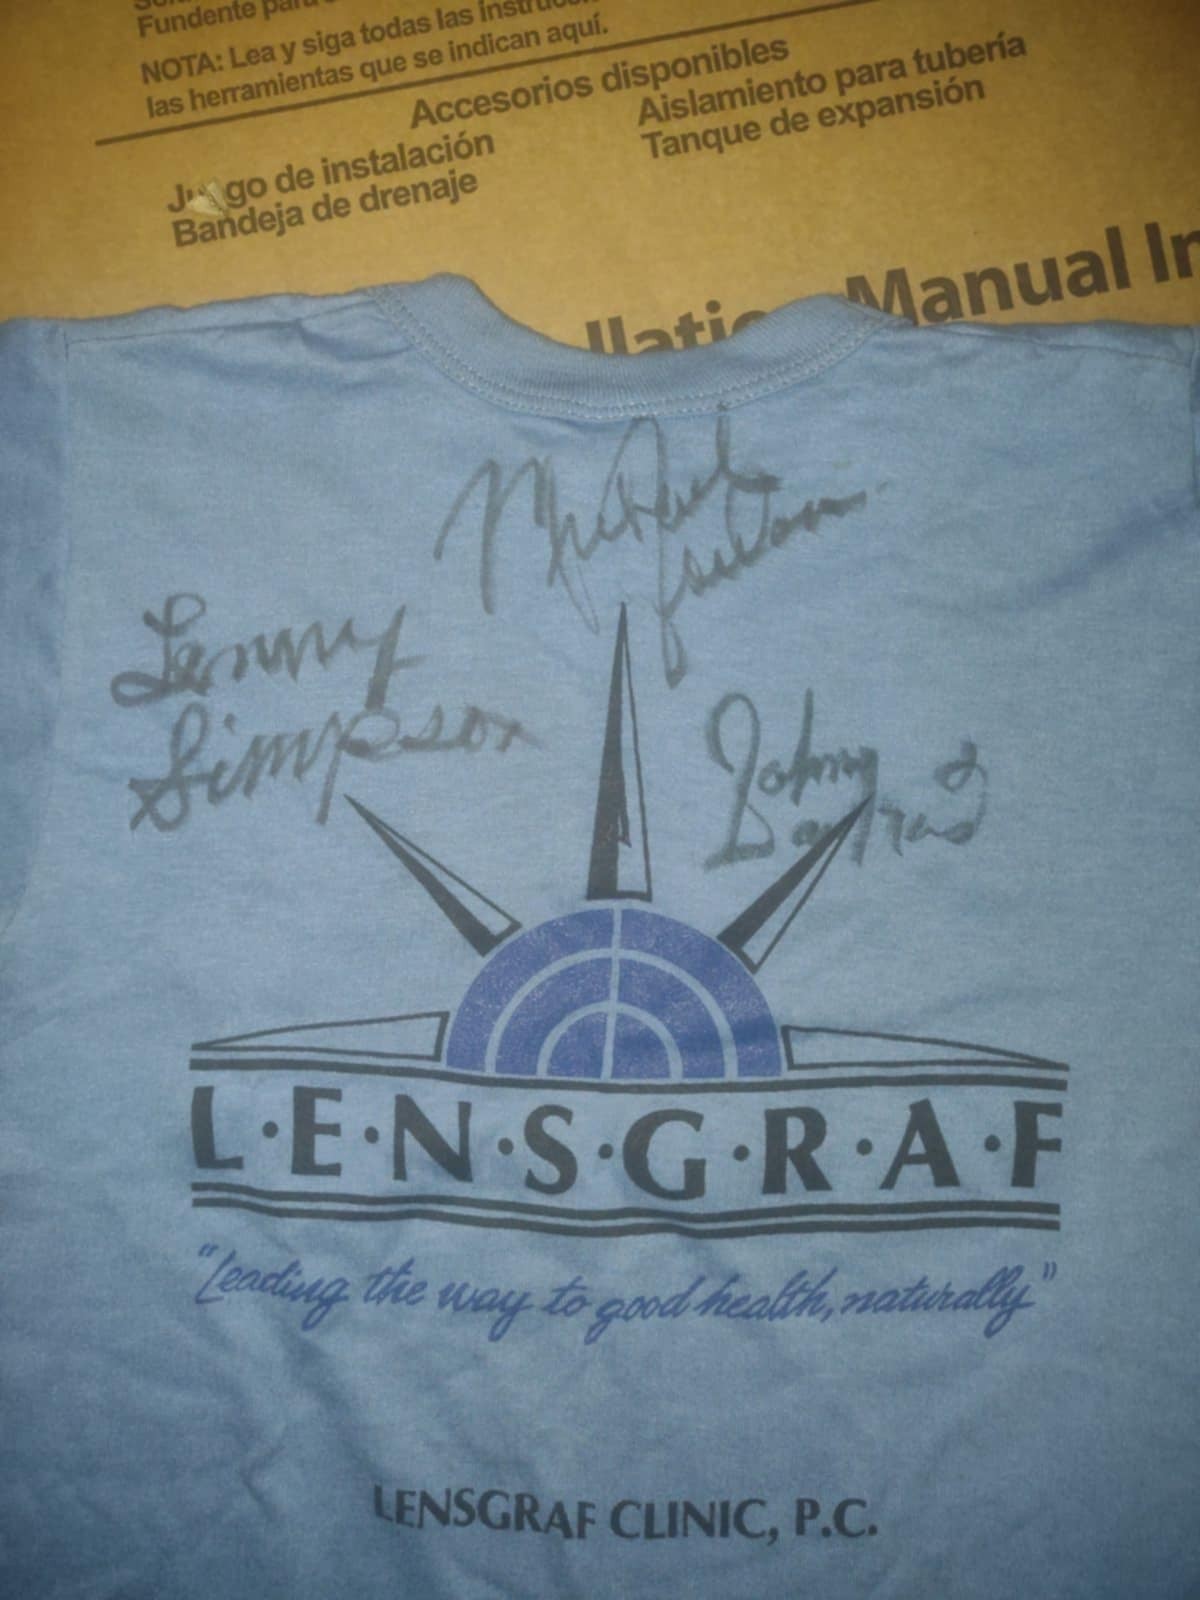 Fundente para
NOTA: Lea y siga todas las
las herramientas que se indican aquí.
Accesorios disponibles
Juego de instalación
Bandeja de drenaje
Aislamiento para tubería
Tanque de expansión
Manual
Michael
Lenny
Simpson
Johnny
L·E·N·S·G·R·A·F
"Leading the way to good health, naturally"
LENSGRAF CLINIC, P.C.